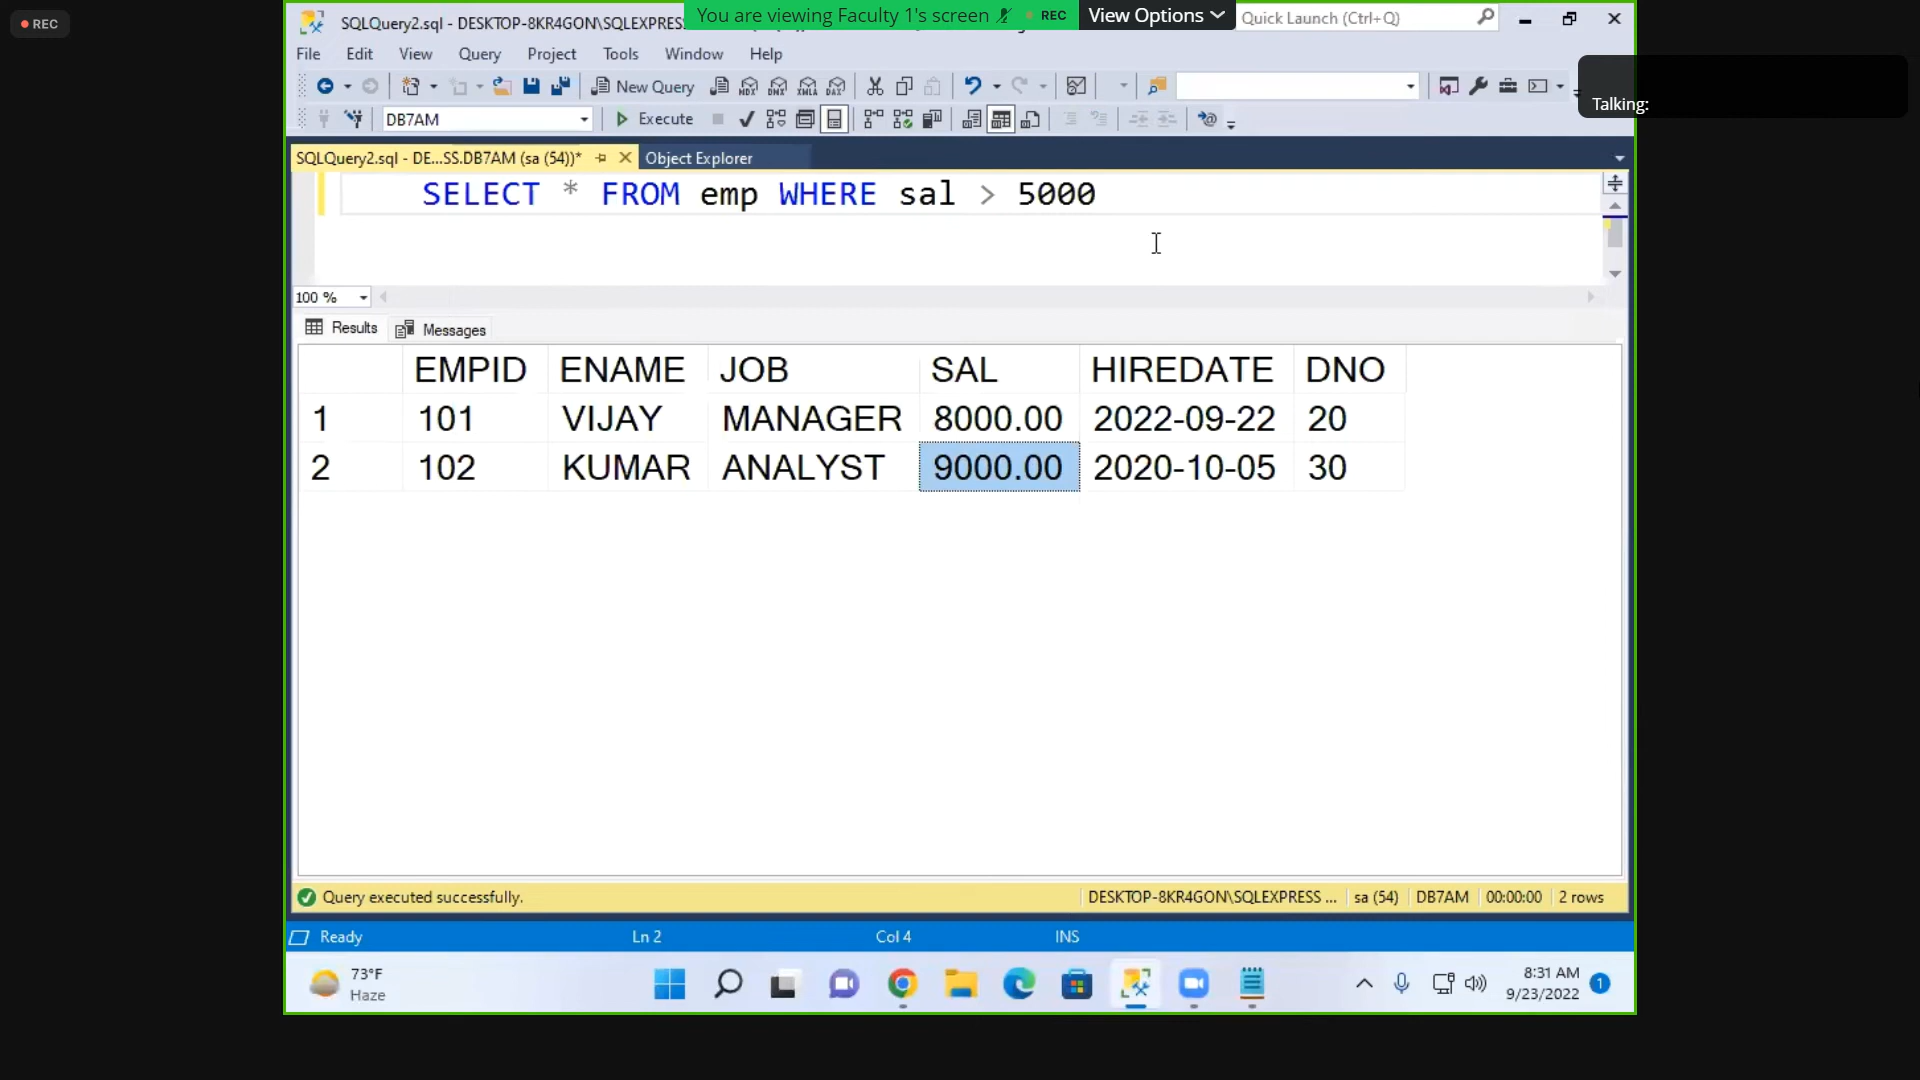 REC
SQLQuery2.sql - DESKTOP-8KR4GON\SQLEXPRESS
You are viewing Faculty 1's screen
REC
View Options
Quick Launch (Ctrl+Q)
File Edit View Query Project Tools Window Help
New Query
MDX DMX XMLA DAX
Talking:
DB7AM
Execute
SQLQuery2.sql - DE...SS.DB7AM (sa (54))*
Object Explorer
SELECT * FROM emp WHERE sal > 5000
100 %
Results
Messages
EMPID ENAME JOB SAL HIREDATE DNO
1 101 VIJAY MANAGER 8000.00 2022-09-22 20
2 102 KUMAR ANALYST 9000.00 2020-10-05 30
Query executed successfully.
DESKTOP-8KR4GON\SQLEXPRESS ...
sa (54)
DB7AM
00:00:00
2 rows
Ready
Ln 2
Col 4
INS
73°F
Haze
8:31 AM
9/23/2022
1